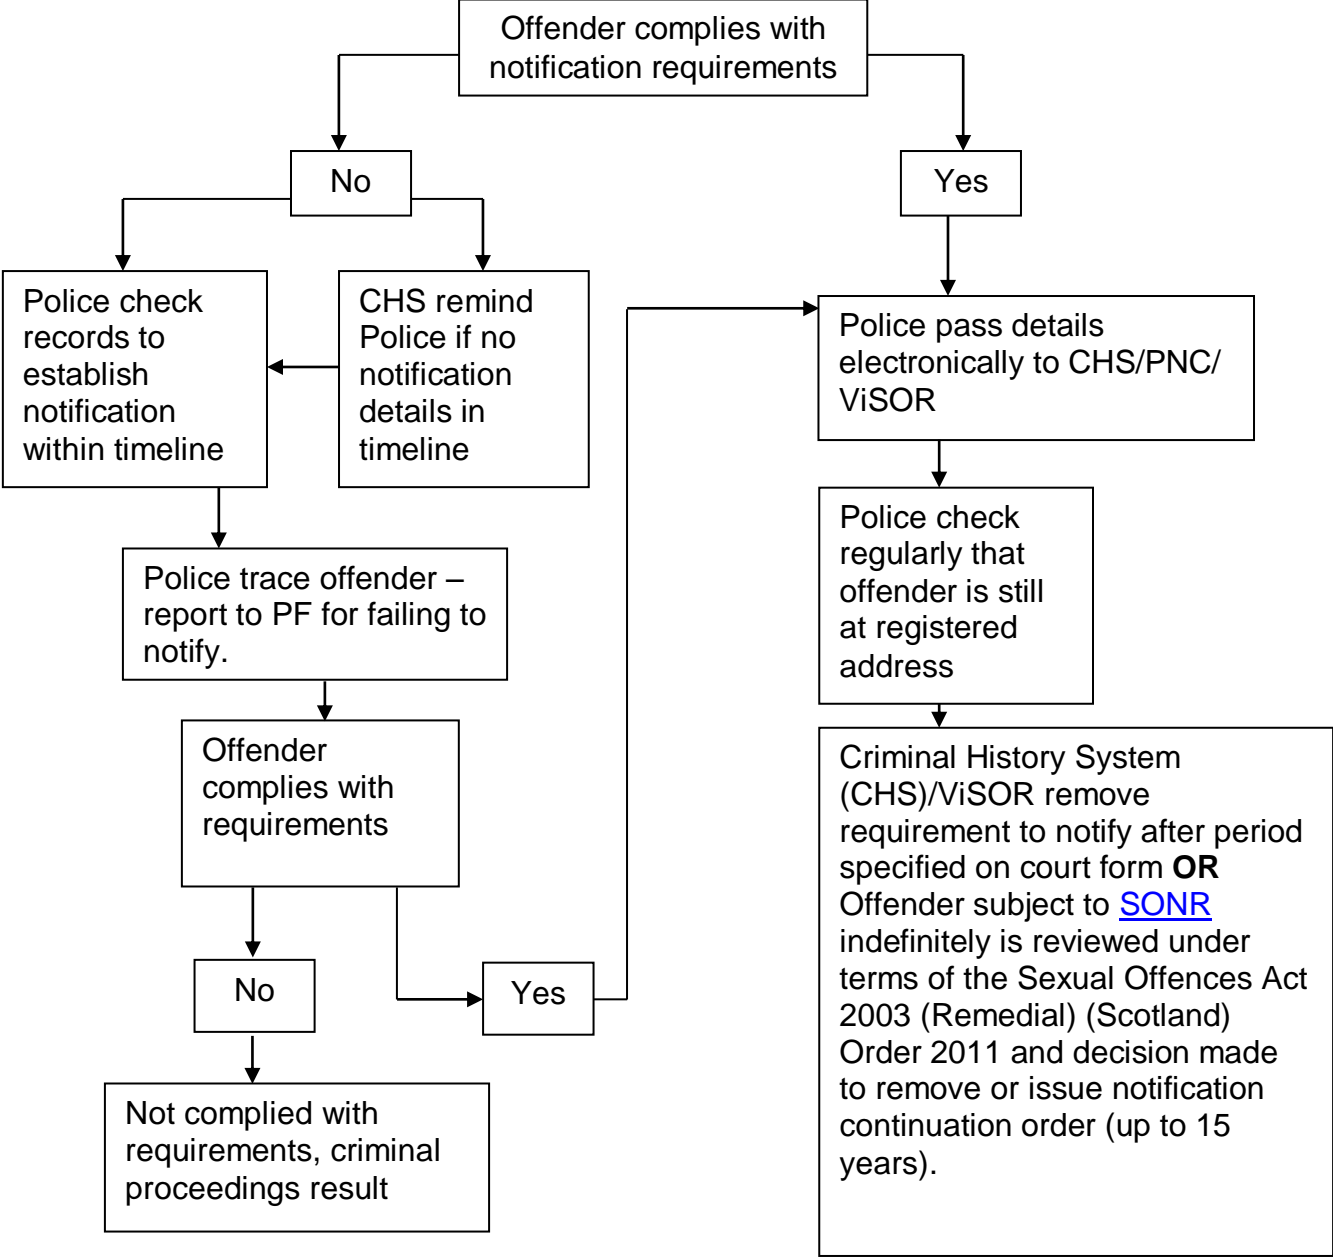 Offender complies with
notification requirements
No
Yes
Police check
records to
establish
notification
within timeline
CHS remind
Police if no
notification
details in
timeline
Police pass details
electronically to CHS/PNC/
ViSOR
Police check
regularly that
offender is still
at registered
address
Police trace offender –
report to PF for failing to
notify.
Offender
complies with
requirements
No
Yes
Not complied with
requirements, criminal
proceedings result
Criminal History System
(CHS)/ViSOR remove
requirement to notify after period
specified on court form OR
Offender subject to SONR
indefinitely is reviewed under
terms of the Sexual Offences Act
2003 (Remedial) (Scotland)
Order 2011 and decision made
to remove or issue notification
continuation order (up to 15
years).